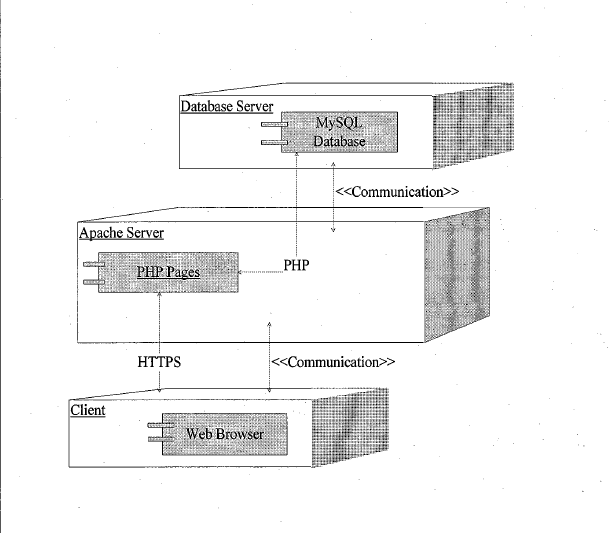 Database Server
MySQL
Database
<<Communication>>
Apache Server
PHP Pages
PHP
HTTPS
<<Communication>>
Client
Web Browser